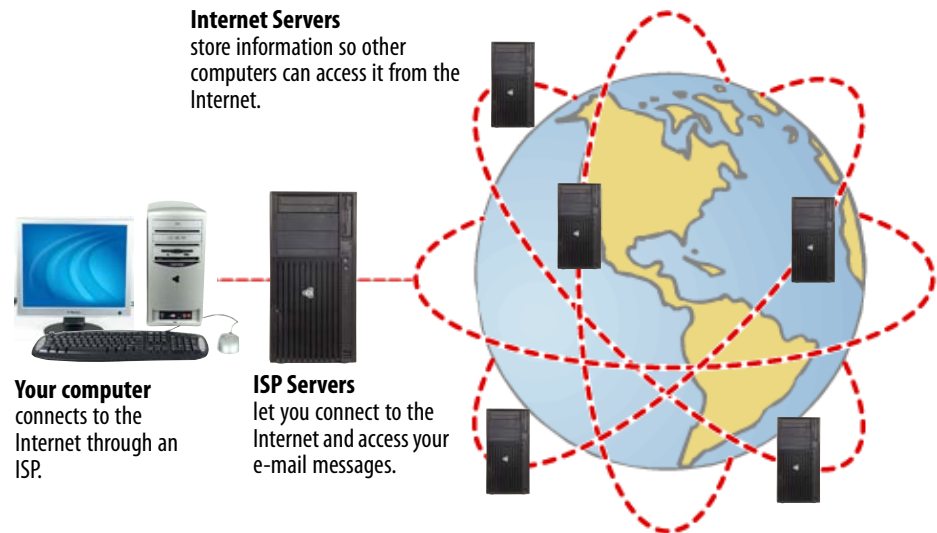 Internet Servers
store information so other
computers can access it from the
Internet.
Your computer
connects to the
Internet through an
ISP.
ISP Servers
let you connect to the
Internet and access your
e-mail messages.